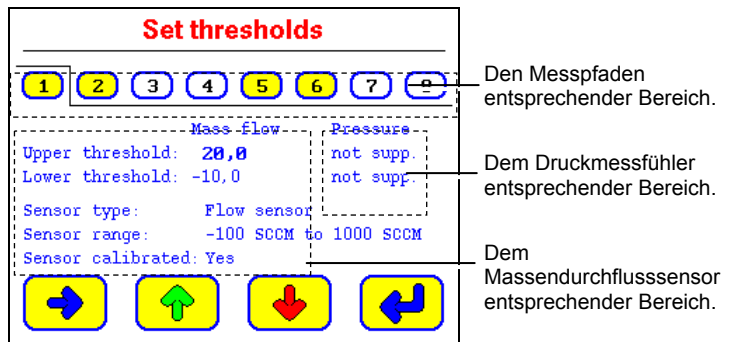 Set thresholds
1 2 3 4 5 6 7 8
Den Messpfaden
entsprechender Bereich.
Mass flow Pressure
Upper threshold: 20,0 not supp.
Lower threshold: -10,0 not supp.
Dem Druckmessfühler
entsprechender Bereich.
Sensor type: Flow sensor
Sensor range: -100 SCCM to 1000 SCCM
Sensor calibrated: Yes
Dem
Massendurchflusssensor
entsprechender Bereich.